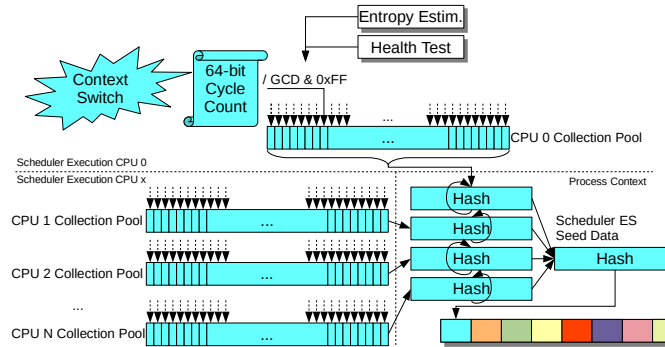 Entropy Estim.
Health Test
Context
Switch
64-bit
Cycle
Count
/ GCD & 0xFF
...
...
CPU 0 Collection Pool
Scheduler Execution CPU 0
Scheduler Execution CPU x
Process Context
Hash
CPU 1 Collection Pool
...
Hash
Scheduler ES
Seed Data
CPU 2 Collection Pool
...
Hash
Hash
Hash
...
CPU N Collection Pool
...